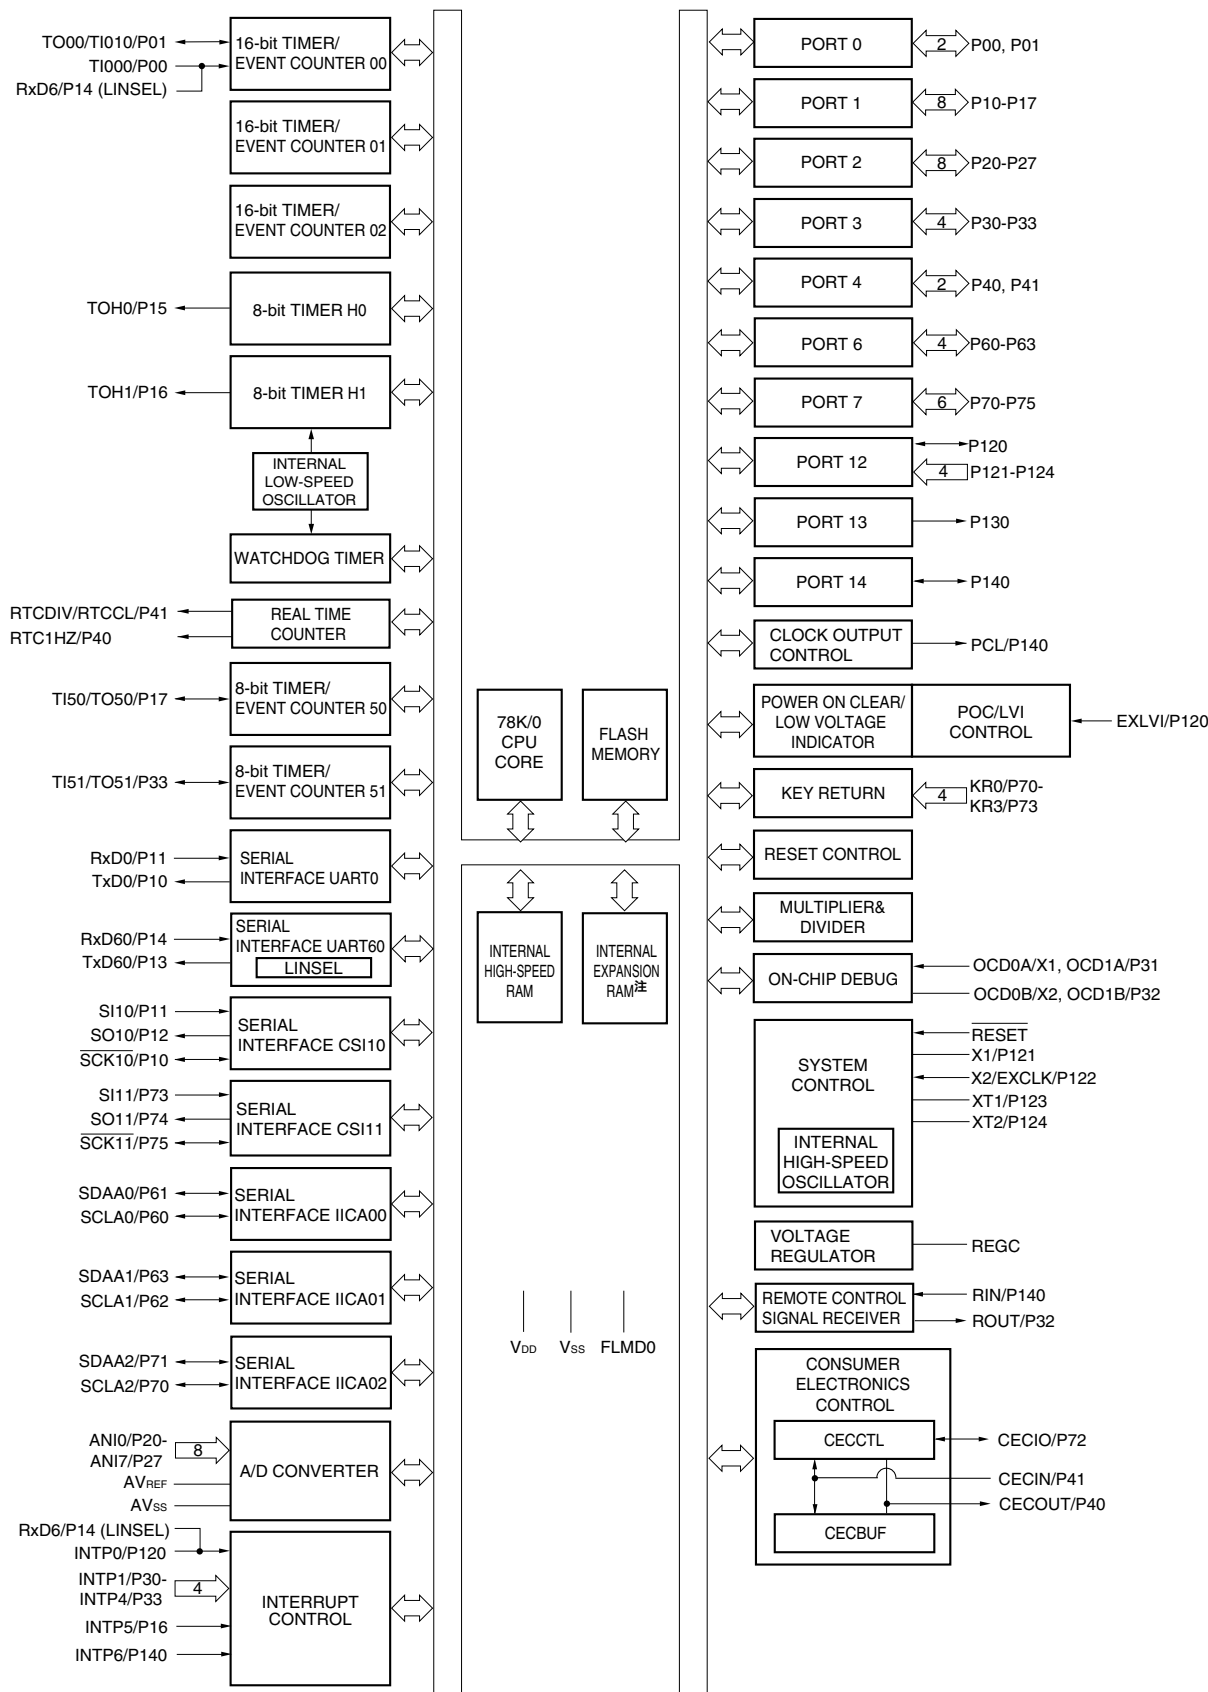 TO00/TI010/P01
TI000/P00
RxD6/P14 (LINSEL)
16-bit TIMER/
EVENT COUNTER 00
16-bit TIMER/
EVENT COUNTER 01
16-bit TIMER/
EVENT COUNTER 02
TOH0/P15
8-bit TIMER H0
TOH1/P16
8-bit TIMER H1
INTERNAL
LOW-SPEED
OSCILLATOR
WATCHDOG TIMER
RTCDIV/RTCCL/P41
RTC1HZ/P40
REAL TIME
COUNTER
TI50/TO50/P17
8-bit TIMER/
EVENT COUNTER 50
TI51/TO51/P33
8-bit TIMER/
EVENT COUNTER 51
RxD0/P11
TxD0/P10
SERIAL
INTERFACE UART0
RxD60/P14
TxD60/P13
SERIAL
INTERFACE UART60
LINSEL
SI10/P11
SO10/P12
SCK10/P10
SERIAL
INTERFACE CSI10
SI11/P73
SO11/P74
SCK11/P75
SERIAL
INTERFACE CSI11
SDAA0/P61
SCLA0/P60
SERIAL
INTERFACE IICA00
SDAA1/P63
SCLA1/P62
SERIAL
INTERFACE IICA01
SDAA2/P71
SCLA2/P70
SERIAL
INTERFACE IICA02
ANI0/P20-
ANI7/P27
8
AVREF
AVSS
A/D CONVERTER
RxD6/P14 (LINSEL)
INTP0/P120
INTP1/P30-
INTP4/P33
4
INTP5/P16
INTP6/P140
INTERRUPT
CONTROL
78K/0
CPU
CORE
FLASH
MEMORY
INTERNAL
HIGH-SPEED
RAM
INTERNAL
EXPANSION
RAM注
VDD
VSS
FLMD0
PORT 0
2
P00, P01
PORT 1
8
P10-P17
PORT 2
8
P20-P27
PORT 3
4
P30-P33
PORT 4
2
P40, P41
PORT 6
4
P60-P63
PORT 7
6
P70-P75
PORT 12
P120
4
P121-P124
PORT 13
P130
PORT 14
P140
CLOCK OUTPUT
CONTROL
PCL/P140
POWER ON CLEAR/
LOW VOLTAGE
INDICATOR
POC/LVI
CONTROL
EXLVI/P120
KEY RETURN
4
KR0/P70-
KR3/P73
RESET CONTROL
MULTIPLIER&
DIVIDER
ON-CHIP DEBUG
OCD0A/X1, OCD1A/P31
OCD0B/X2, OCD1B/P32
SYSTEM
CONTROL
INTERNAL
HIGH-SPEED
OSCILLATOR
RESET
X1/P121
X2/EXCLK/P122
XT1/P123
XT2/P124
VOLTAGE
REGULATOR
REGC
REMOTE CONTROL
SIGNAL RECEIVER
RIN/P140
ROUT/P32
CONSUMER
ELECTRONICS
CONTROL
CECCTL
CECBUF
CECIO/P72
CECIN/P41
CECOUT/P40